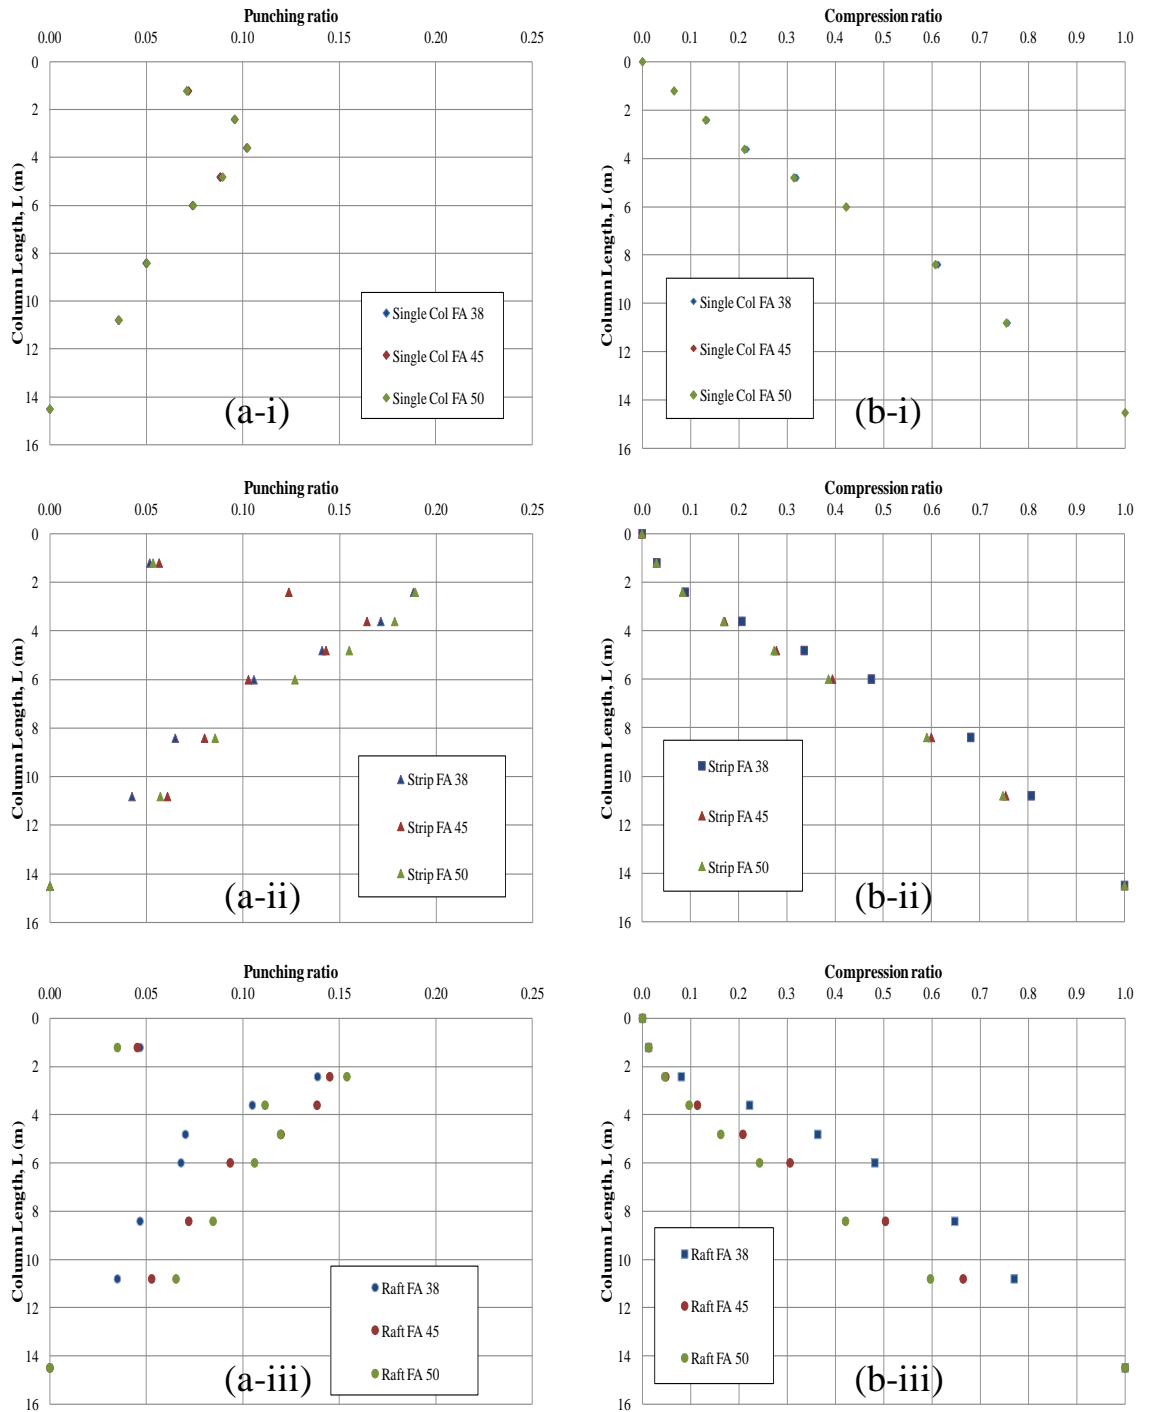 Punching ratio
0.00 0.05 0.10 0.15 0.20 0.25
0
2
4
6
8
10
12
14
16
Column Length, L (m)
Single Col FA 38
Single Col FA 45
Single Col FA 50
(a-i)
Compression ratio
0.0 0.1 0.2 0.3 0.4 0.5 0.6 0.7 0.8 0.9 1.0
0
2
4
6
8
10
12
14
16
Column Length, L (m)
Single Col FA 38
Single Col FA 45
Single Col FA 50
(b-i)
Punching ratio
0.00 0.05 0.10 0.15 0.20 0.25
0
2
4
6
8
10
12
14
16
Column Length, L (m)
Strip FA 38
Strip FA 45
Strip FA 50
(a-ii)
Compression ratio
0.0 0.1 0.2 0.3 0.4 0.5 0.6 0.7 0.8 0.9 1.0
0
2
4
6
8
10
12
14
16
Column Length, L (m)
Strip FA 38
Strip FA 45
Strip FA 50
(b-ii)
Punching ratio
0.00 0.05 0.10 0.15 0.20 0.25
0
2
4
6
8
10
12
14
16
Column Length, L (m)
Raft FA 38
Raft FA 45
Raft FA 50
(a-iii)
Compression ratio
0.0 0.1 0.2 0.3 0.4 0.5 0.6 0.7 0.8 0.9 1.0
0
2
4
6
8
10
12
14
16
Column Length, L (m)
Raft FA 38
Raft FA 45
Raft FA 50
(b-iii)